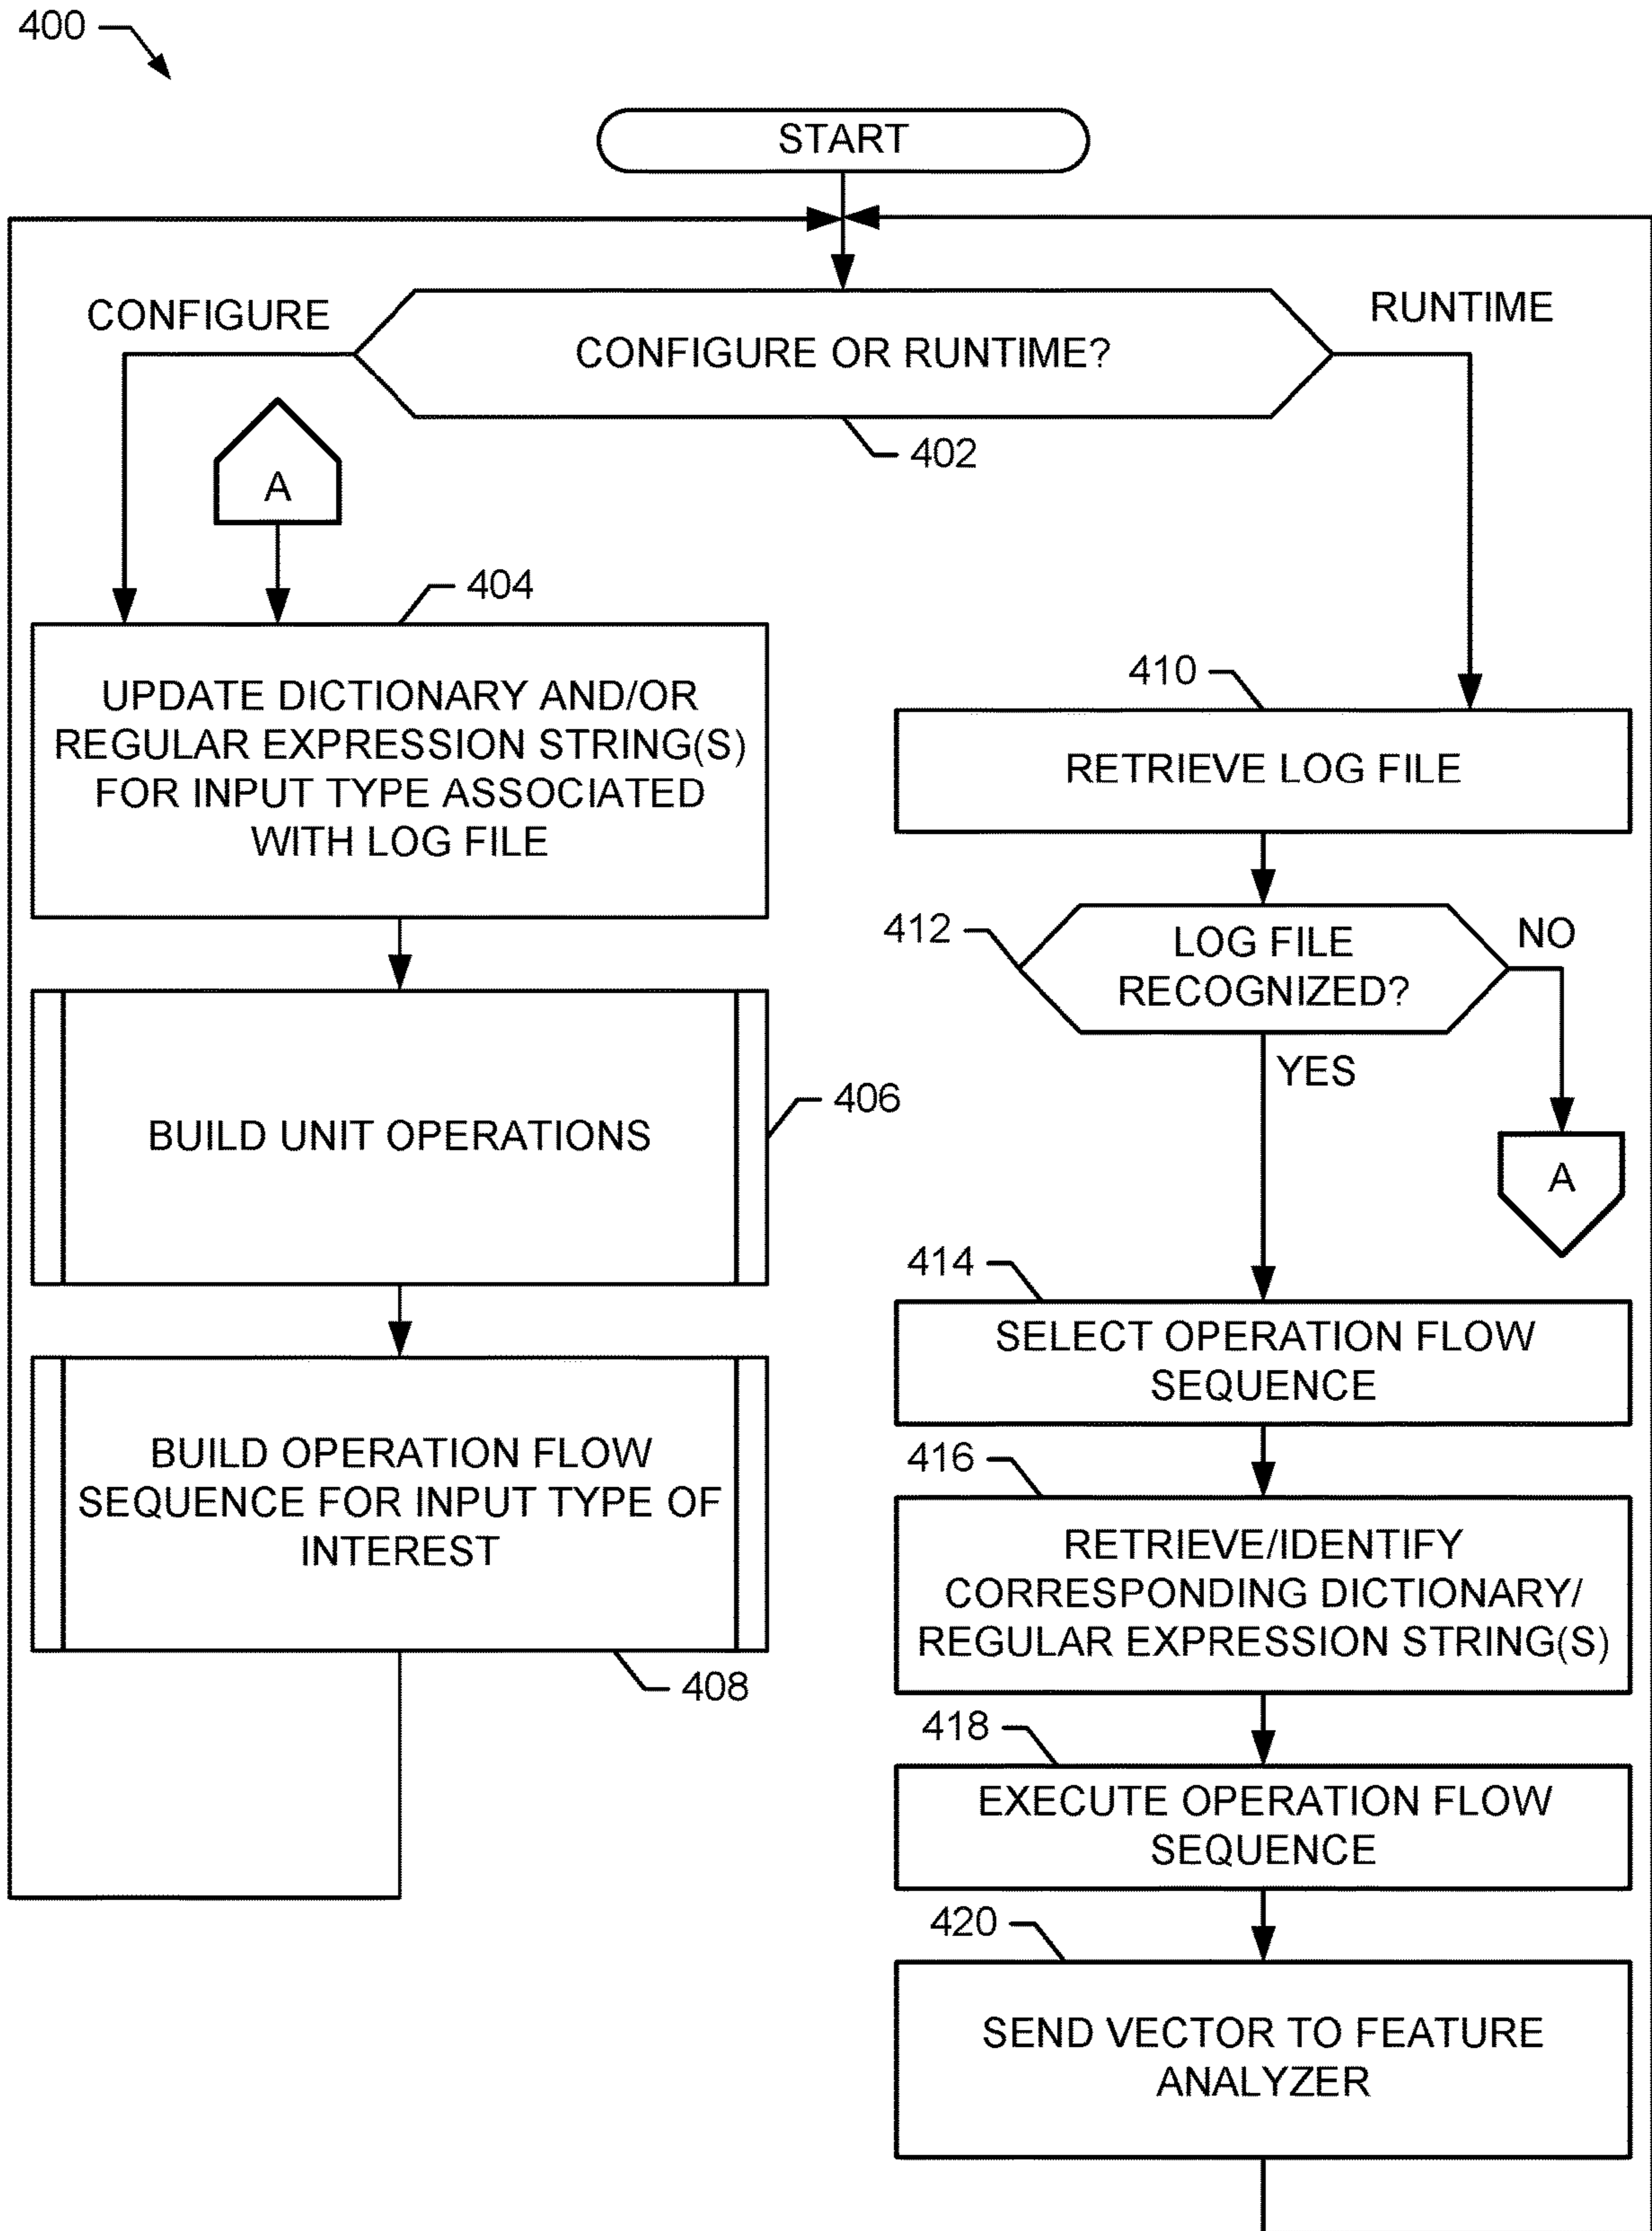 400
START
CONFIGURE
RUNTIME
CONFIGURE OR RUNTIME?
402
A
404
UPDATE DICTIONARY AND/OR
REGULAR EXPRESSION STRING(S)
FOR INPUT TYPE ASSOCIATED
WITH LOG FILE
406
BUILD UNIT OPERATIONS
BUILD OPERATION FLOW
SEQUENCE FOR INPUT TYPE OF
INTEREST
408
410
RETRIEVE LOG FILE
412
LOG FILE
RECOGNIZED?
NO
YES
A
414
SELECT OPERATION FLOW
SEQUENCE
416
RETRIEVE/IDENTIFY
CORRESPONDING DICTIONARY/
REGULAR EXPRESSION STRING(S)
418
EXECUTE OPERATION FLOW
SEQUENCE
420
SEND VECTOR TO FEATURE
ANALYZER